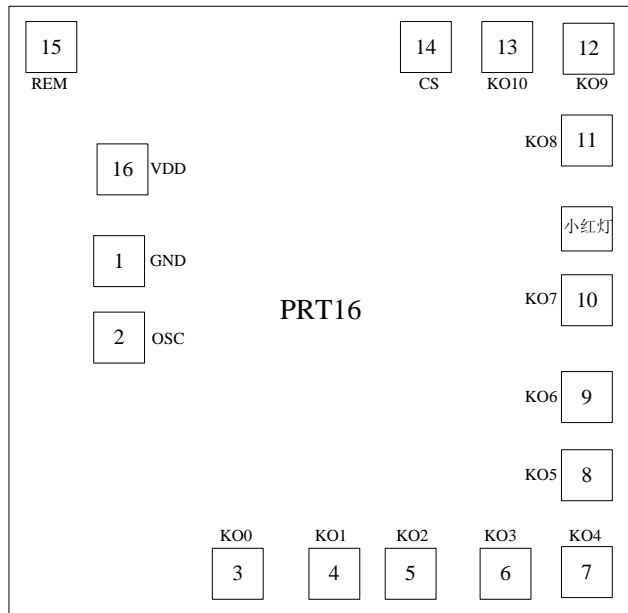 15
14
13
12
REM
CS
KO10
KO9
KO8
11
16
VDD
小红灯
1
GND
KO7
10
PRT16
2
OSC
KO6
9
KO5
8
KO0
KO1
KO2
KO3
KO4
3
4
5
6
7